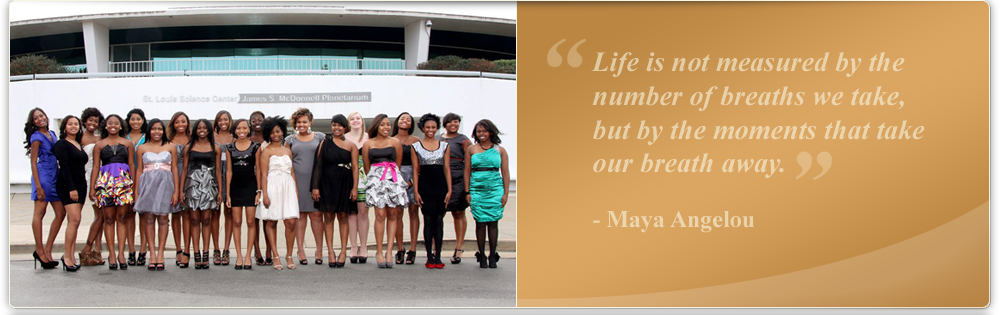 St. Louis Science Center James S. McDonnell Planetarium
“ Life is not measured by the
number of breaths we take,
but by the moments that take
our breath away. ”
- Maya Angelou